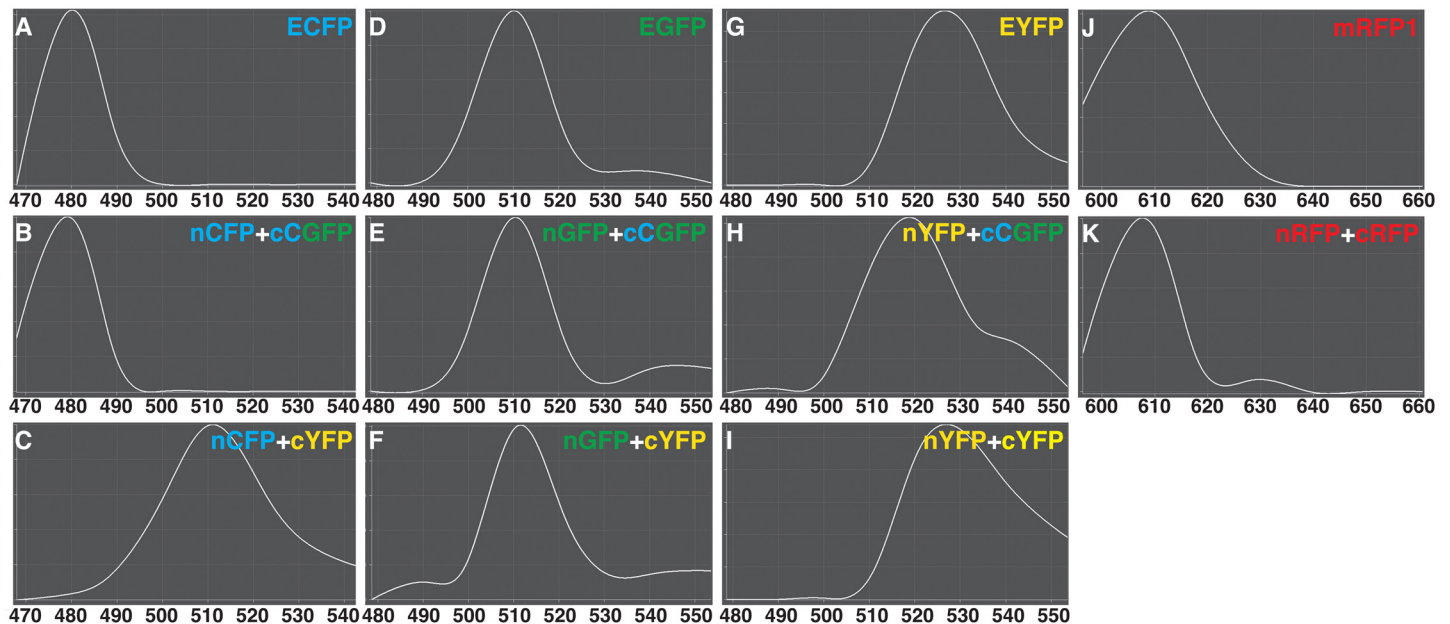 A ECFP
470 480 490 500 510 520 530 540
D EGFP
480 490 500 510 520 530 540 550
G EYFP
480 490 500 510 520 530 540 550
J mRFP1
600 610 620 630 640 650 660
B nCFP+cCGFP
470 480 490 500 510 520 530 540
E nGFP+cCGFP
480 490 500 510 520 530 540 550
H nYFP+cCGFP
480 490 500 510 520 530 540 550
K nRFP+cRFP
600 610 620 630 640 650 660
C nCFP+cYFP
470 480 490 500 510 520 530 540
F nGFP+cYFP
480 490 500 510 520 530 540 550
I nYFP+cYFP
480 490 500 510 520 530 540 550